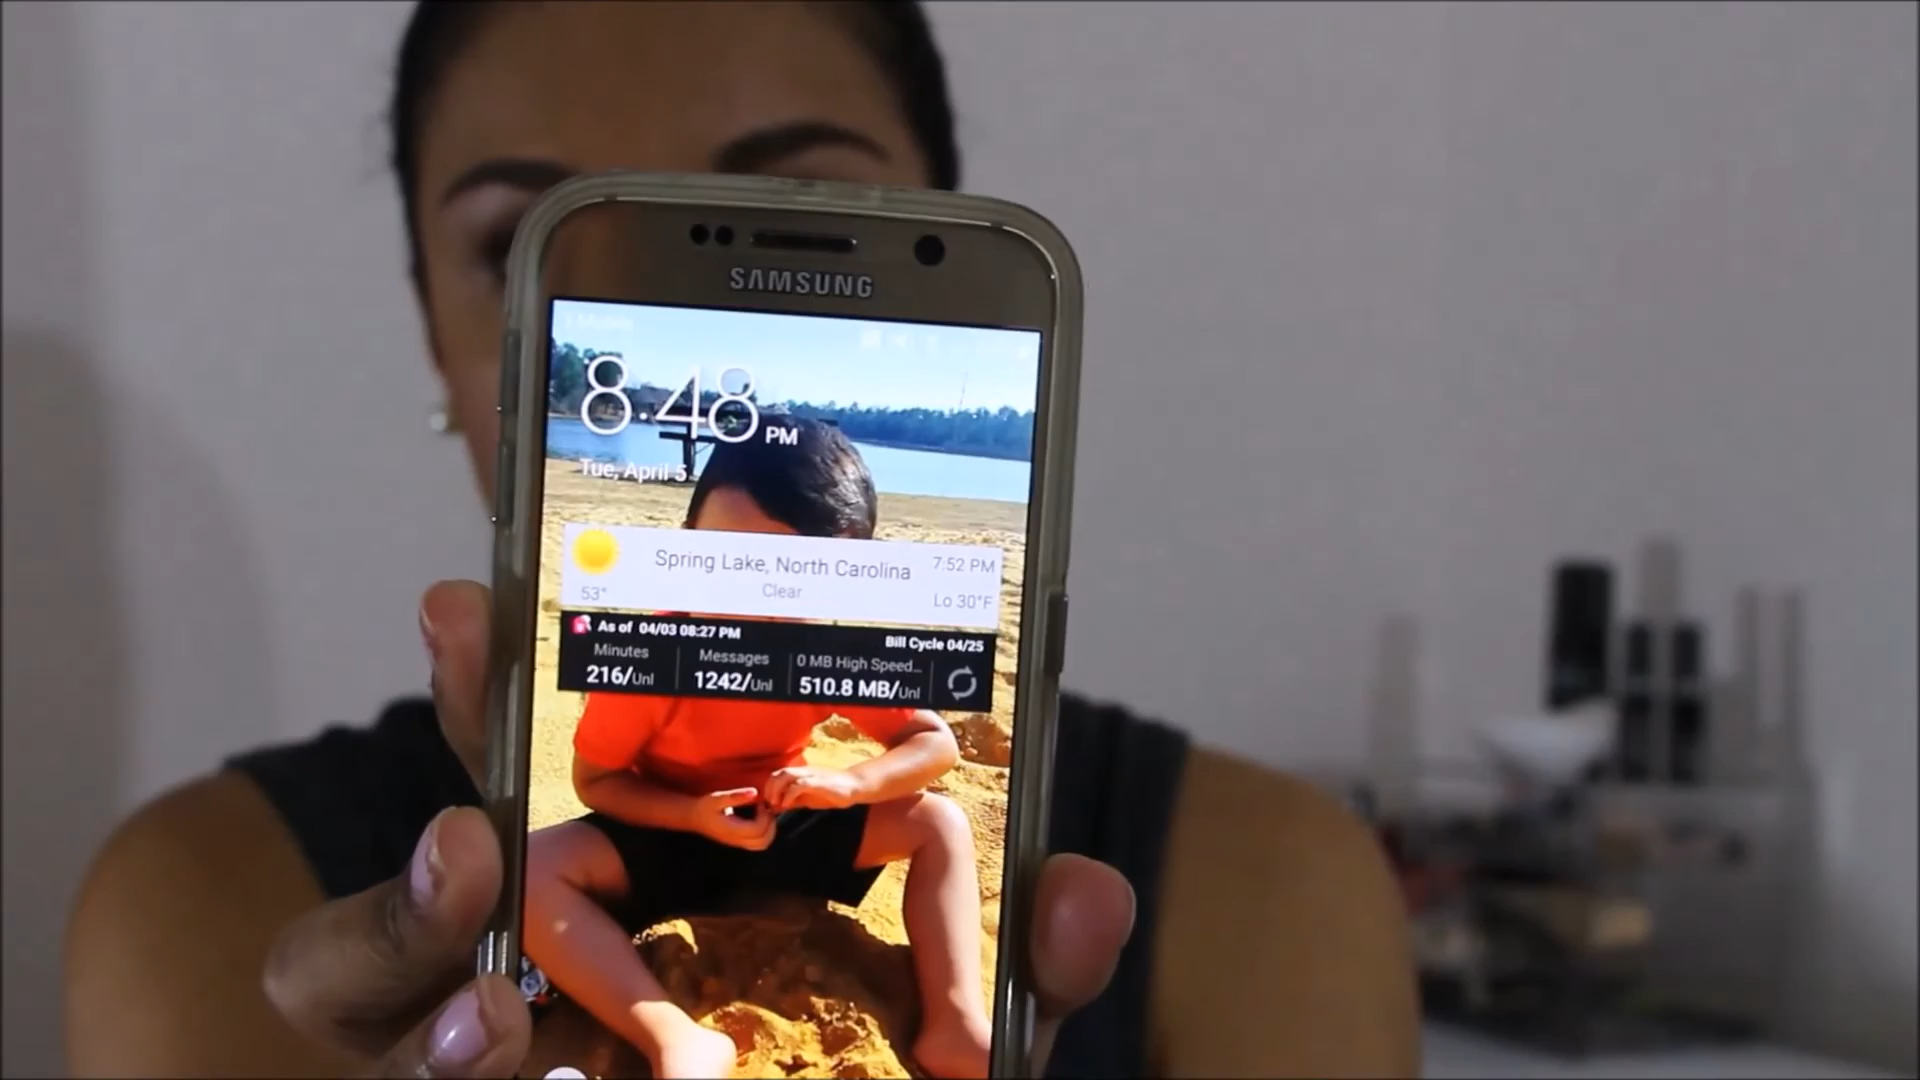 SAMSUNG
8:48 PM
Tue, April 5
Spring Lake, North Carolina
7:52 PM
Clear
53°
Lo 30°F
As of 04/03 08:27 PM
Bill Cycle 04/25
Minutes
Messages
0 MB High Speed...
216/Unl
1242/Unl
510.8 MB/Unl